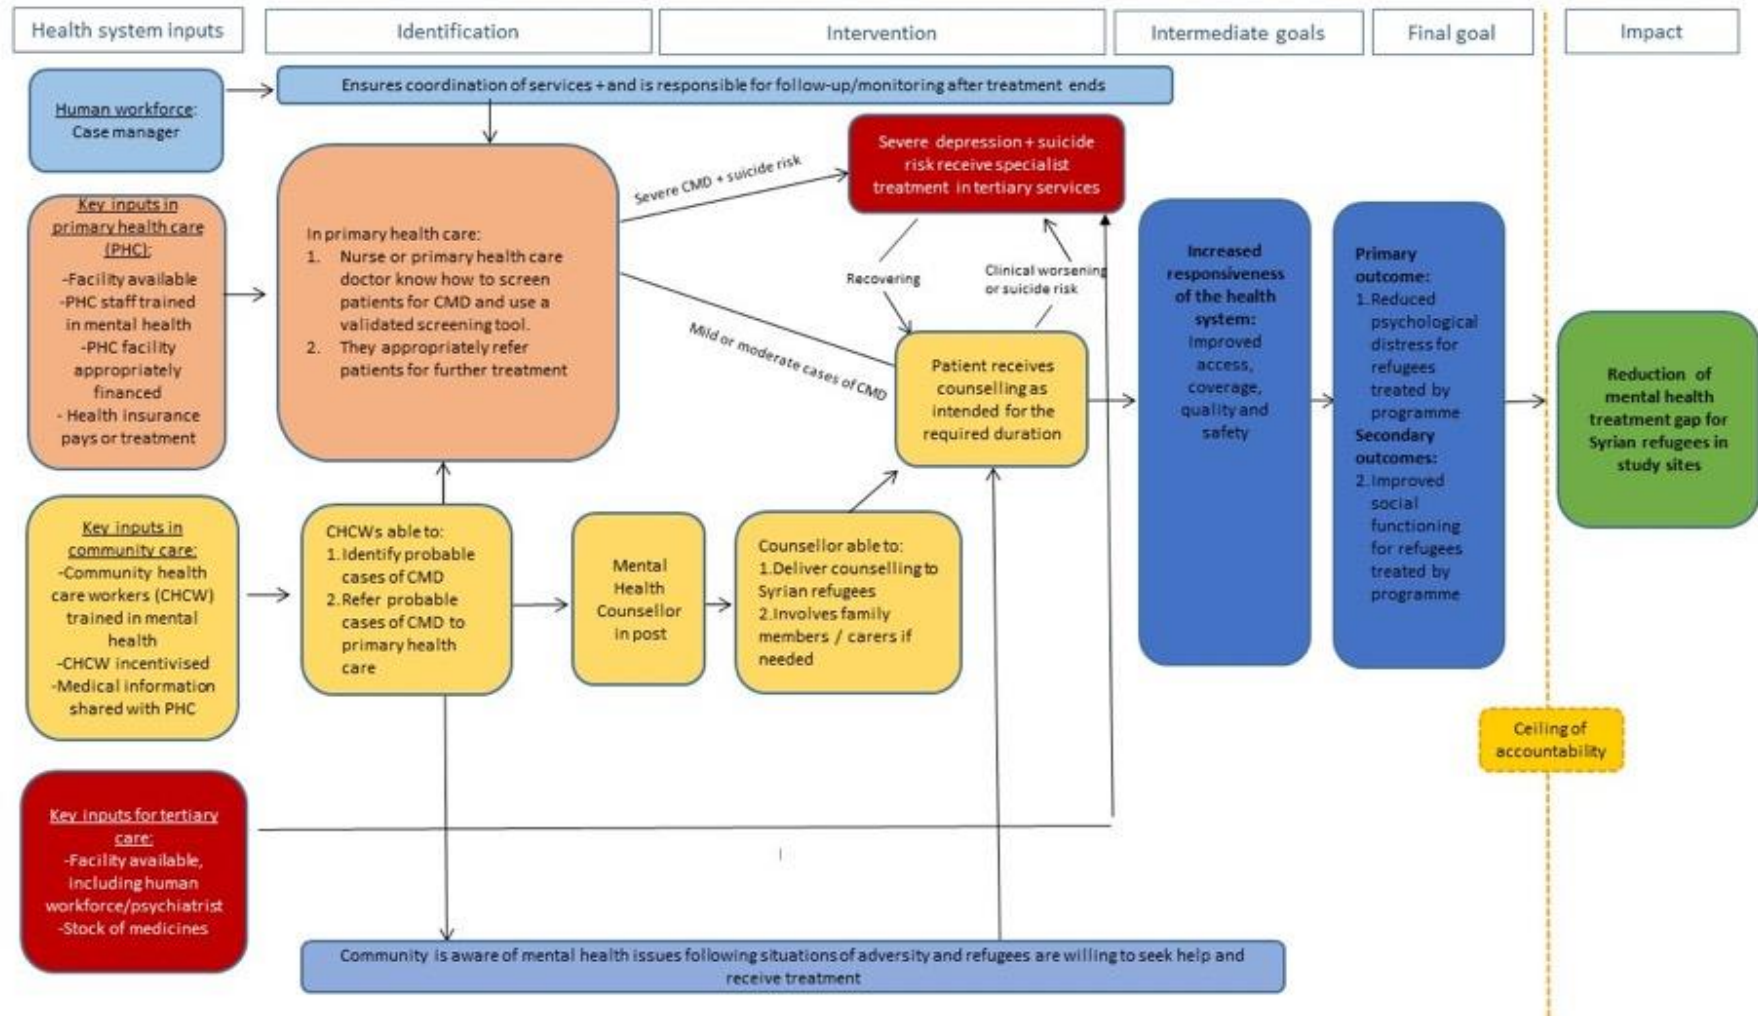 Health system inputs
Identification
Intervention
Intermediate goals
Final goal
Impact
Human workforce:
Case manager
Ensures coordination of services + and is responsible for follow-up/monitoring after treatment ends
Key inputs in
primary health care
(PHC):
-Facility available
-PHC staff trained
in mental health
-PHC facility
appropriately
financed
- Health insurance
pays or treatment
In primary health care:
1. Nurse or primary health care
doctor know how to screen
patients for CMD and use a
validated screening tool.
2. They appropriately refer
patients for further treatment
Severe CMD + suicide risk
Mild or moderate cases of CMD
Severe depression + suicide
risk receive specialist
treatment in tertiary services
Recovering
Clinical worsening
or suicide risk
Patient receives
counselling as
intended for the
required duration
Increased
responsiveness
of the health
system:
Improved
access,
coverage,
quality and
safety
Primary
outcome:
1.Reduced
psychological
distress for
refugees
treated by
programme
Secondary
outcomes:
2.Improved
social
functioning
for refugees
treated by
programme
Reduction of
mental health
treatment gap for
Syrian refugees in
study sites
Key inputs in
community care:
-Community health
care workers (CHCW)
trained in mental
health
-CHCW incentivised
-Medical information
shared with PHC
CHCWs able to:
1.Identify probable
cases of CMD
2.Refer probable
cases of CMD to
primary health
care
Mental
Health
Counsellor
in post
Counsellor able to:
1.Deliver counselling to
Syrian refugees
2.Involves family
members / carers if
needed
Ceiling of
accountability
Key inputs for tertiary
care:
-Facility available,
including human
workforce/psychiatrist
-Stock of medicines
Community is aware of mental health issues following situations of adversity and refugees are willing to seek help and
receive treatment